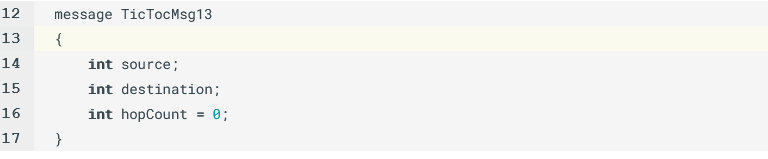 12 message TicTocMsg13
13 {
14     int source;
15     int destination;
16     int hopCount = 0;
17 }